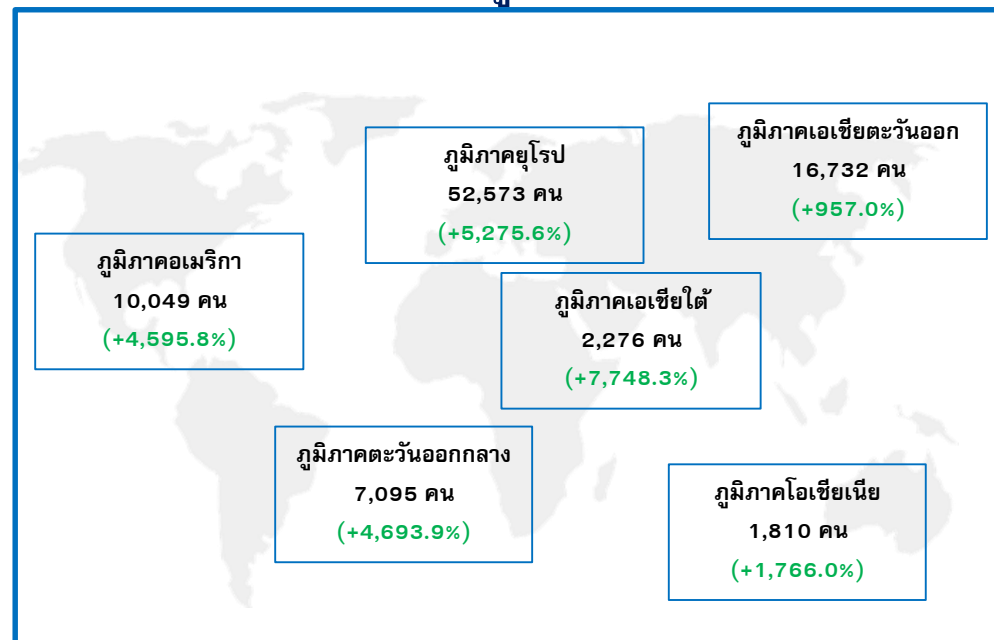 ภูมิภาคเอเชียตะวันออก
16,732 คน
(+957.0%)
ภูมิภาคยุโรป
52,573 คน
(+5,275.6%)
ภูมิภาคอเมริกา
10,049 คน
(+4,595.8%)
ภูมิภาคเอเชียใต้
2,276 คน
(+7,748.3%)
ภูมิภาคตะวันออกกลาง
7,095 คน
(+4,693.9%)
ภูมิภาคโอเชียเนีย
1,810 คน
(+1,766.0%)